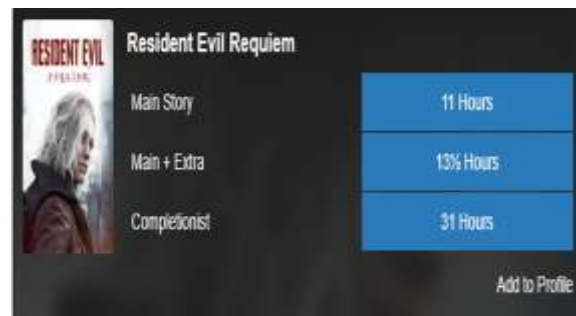 RESIDENT EVIL
Resident Evil Requiem
Main Story
11 Hours
Main + Extra
13½ Hours
Completionist
31 Hours
Add to Profile